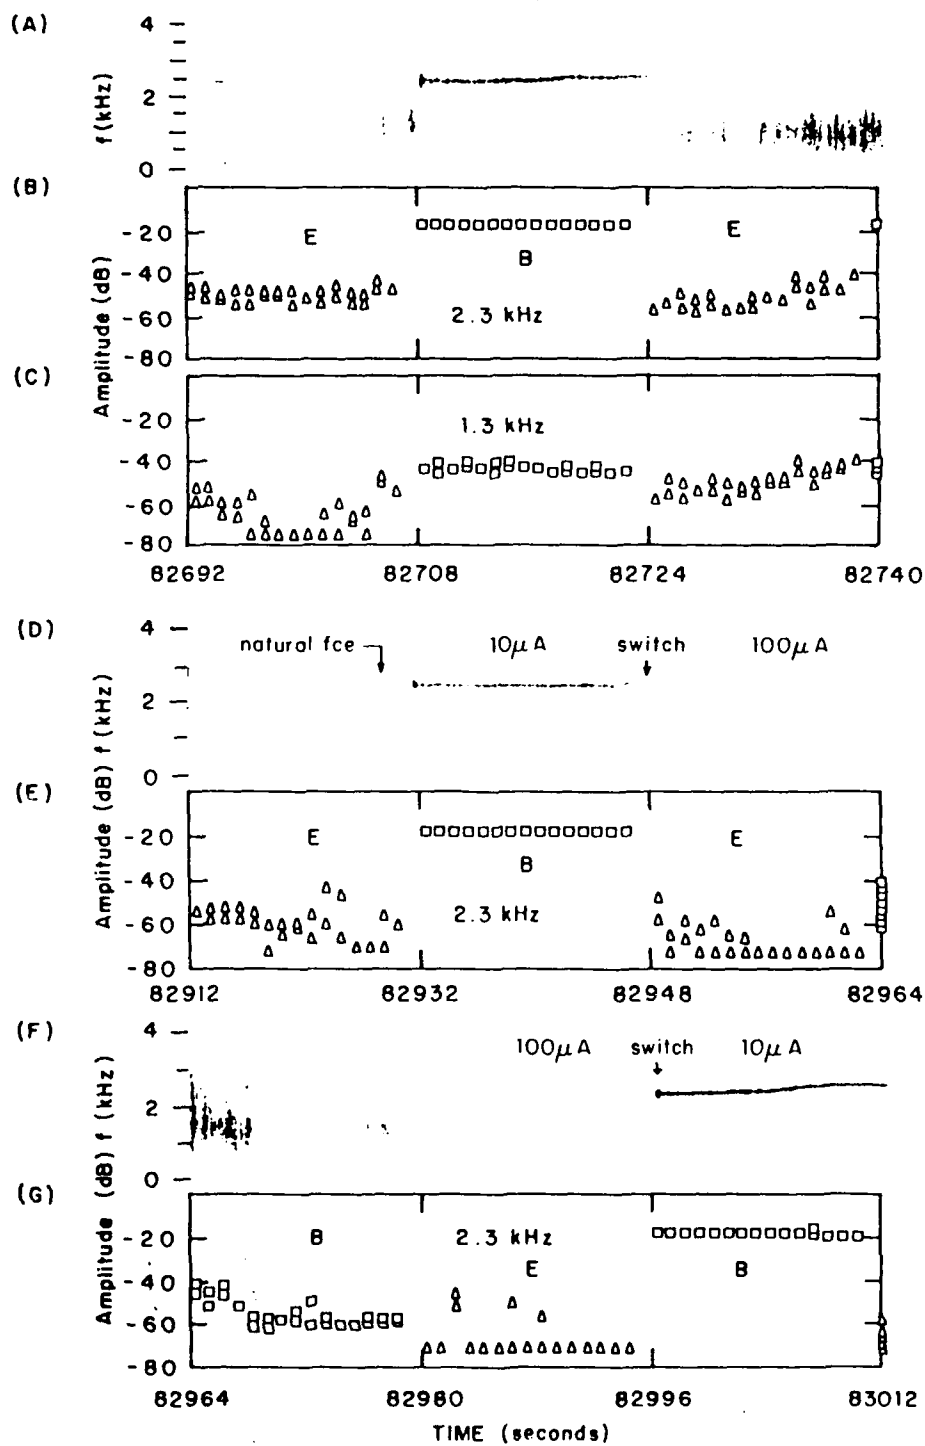 (A)
4
2
0
f(kHz)
(B)
-20
-40
-60
-80
E
B
E
2.3 kHz
Amplitude (dB)
(C)
-20
-40
-60
-80
1.3 kHz
82692 82708 82724 82740
(D)
4
2
0
natural fce
10μA
switch
100μA
Amplitude (dB) f (kHz)
(E)
-20
-40
-60
-80
E
B
E
2.3 kHz
82912 82932 82948 82964
(F)
4
2
0
100μA
switch
10μA
Amplitude (dB) f (kHz)
(G)
-20
-40
-60
-80
B
2.3 kHz
E
B
82964 82980 82996 83012
TIME (seconds)